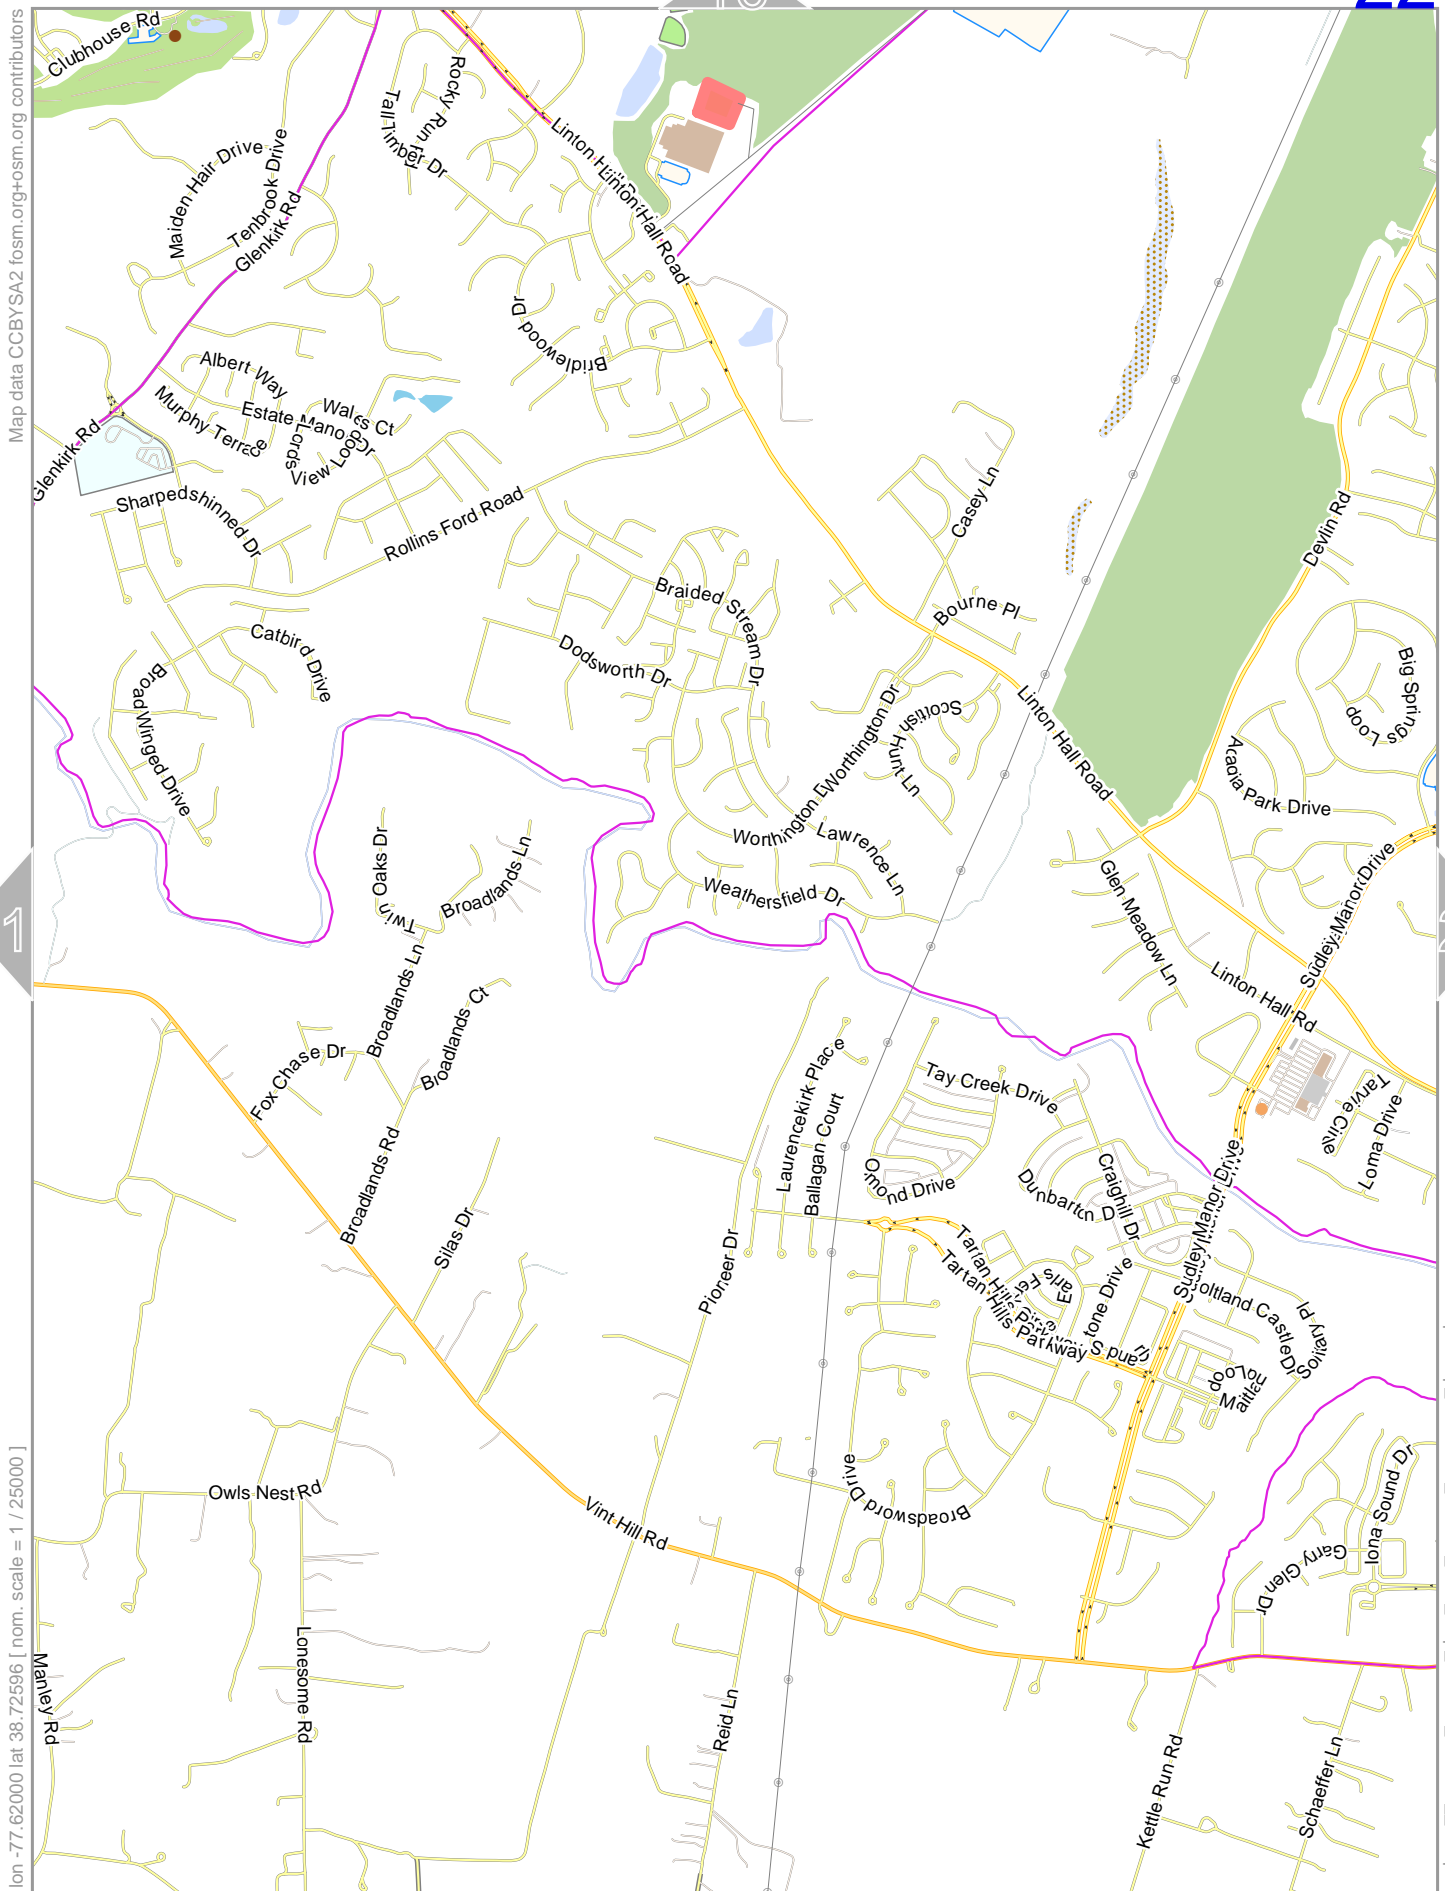 Map data CCBYSA2 fosm.org+osm.org contributors
lon -77.62000 lat 38.72596 [ nom. scale = 1 / 25000 ]
22
1
Clubhouse Rd
Rocky Run Rd
Tall Timber Dr
Maiden Hair Drive
Tenbrook Drive
Glenkirk Rd
Linton Hall Road
Bridlewood Dr
Albert Way
Murphy Terrace
Estate Manor Dr
Wales Ct
Lords View Loop
Glenkirk Rd
Sharpedshinned Dr
Rollins Ford Road
Casey Ln
Devlin Rd
Braided Stream Dr
Bourne Pl
Dodsworth Dr
Catbird Drive
Broad Winged Drive
Big Springs Loop
Scottish Hunt Ln
Worthington Dr
Worthington D
Linton Hall Road
Acadia Park Drive
Lawrence Ln
Weathersfield Dr
Twin Oaks Dr
Broadlands Ln
Glen Meadow Ln
Sudley Manor Drive
Linton Hall Rd
Broadlands Ln
Broadlands Ct
Fox Chase Dr
Broadlands Rd
Silas Dr
Laurencekirk Place
Ballagan Court
Tay Creek Drive
Ormond Drive
Dunbarton D
Craighill Dr
Tarvie Circle
Loma Drive
Sudley Manor Drive
Pioneer Dr
Tartan Hills Parkway
Tartan Hills Parkway
Solitary Pl
Broadsword Drive
Iona Sound Dr
Garry Glen Dr
Owls Nest Rd
Vint Hill Rd
Manley Rd
Lonesome Rd
Reid Ln
Kettle Run Rd
Schaeffer Ln